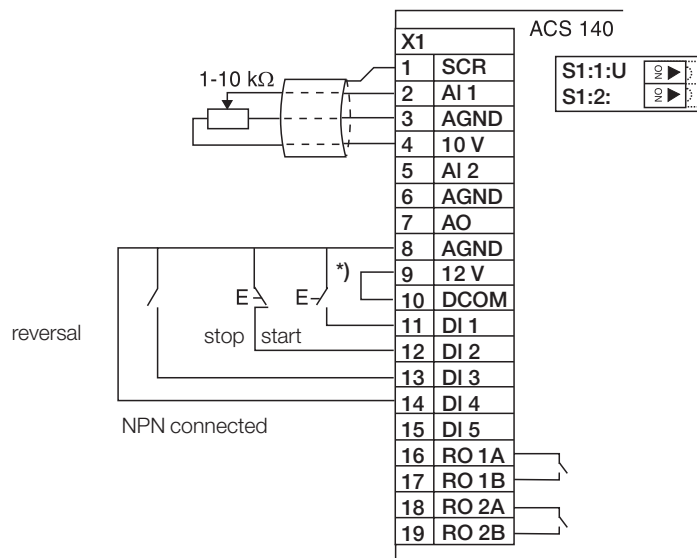 ACS 140
X1
1 SCR
2 AI 1
3 AGND
4 10 V
5 AI 2
6 AGND
7 AO
8 AGND
9 12 V
10 DCOM
11 DI 1
12 DI 2
13 DI 3
14 DI 4
15 DI 5
16 RO 1A
17 RO 1B
18 RO 2A
19 RO 2B
S1:1:U ON
S1:2: ON
1-10 kΩ
*)
E E
reversal
stop start
NPN connected